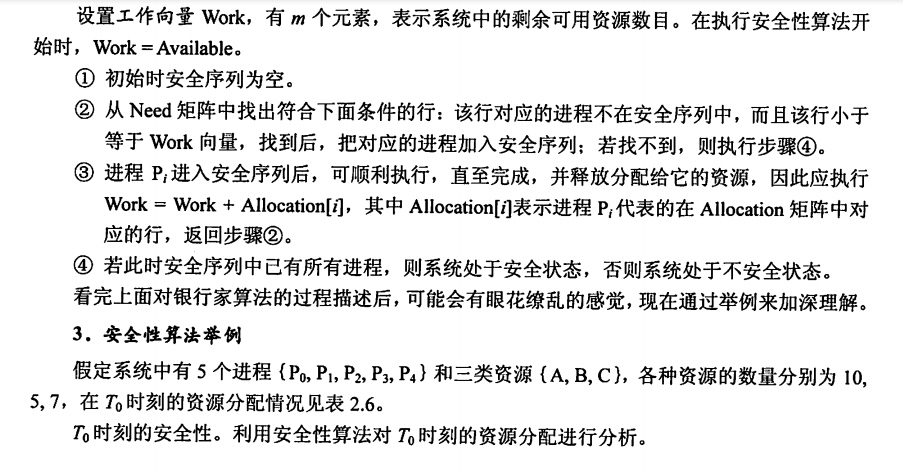 设置工作向量 Work，有 m 个元素，表示系统中的剩余可用资源数目。在执行安全性算法开
始时，Work = Available。
① 初始时安全序列为空。
② 从 Need 矩阵中找出符合下面条件的行：该行对应的进程不在安全序列中，而且该行小于
等于 Work 向量，找到后，把对应的进程加入安全序列；若找不到，则执行步骤④。
③ 进程 Pi 进入安全序列后，可顺利执行，直至完成，并释放分配给它的资源，因此应执行
Work = Work + Allocation[i]，其中 Allocation[i]表示进程 Pi 代表的在 Allocation 矩阵中对
应的行，返回步骤②。
④ 若此时安全序列中已有所有进程，则系统处于安全状态，否则系统处于不安全状态。
看完上面对银行家算法的过程描述后，可能会有眼花缭乱的感觉，现在通过举例来加深理解。
3．安全性算法举例
假定系统中有 5 个进程 {P0, P1, P2, P3, P4} 和三类资源 {A, B, C}，各种资源的数量分别为 10,
5, 7，在 T0 时刻的资源分配情况见表 2.6。
T0 时刻的安全性。利用安全性算法对 T0 时刻的资源分配进行分析。